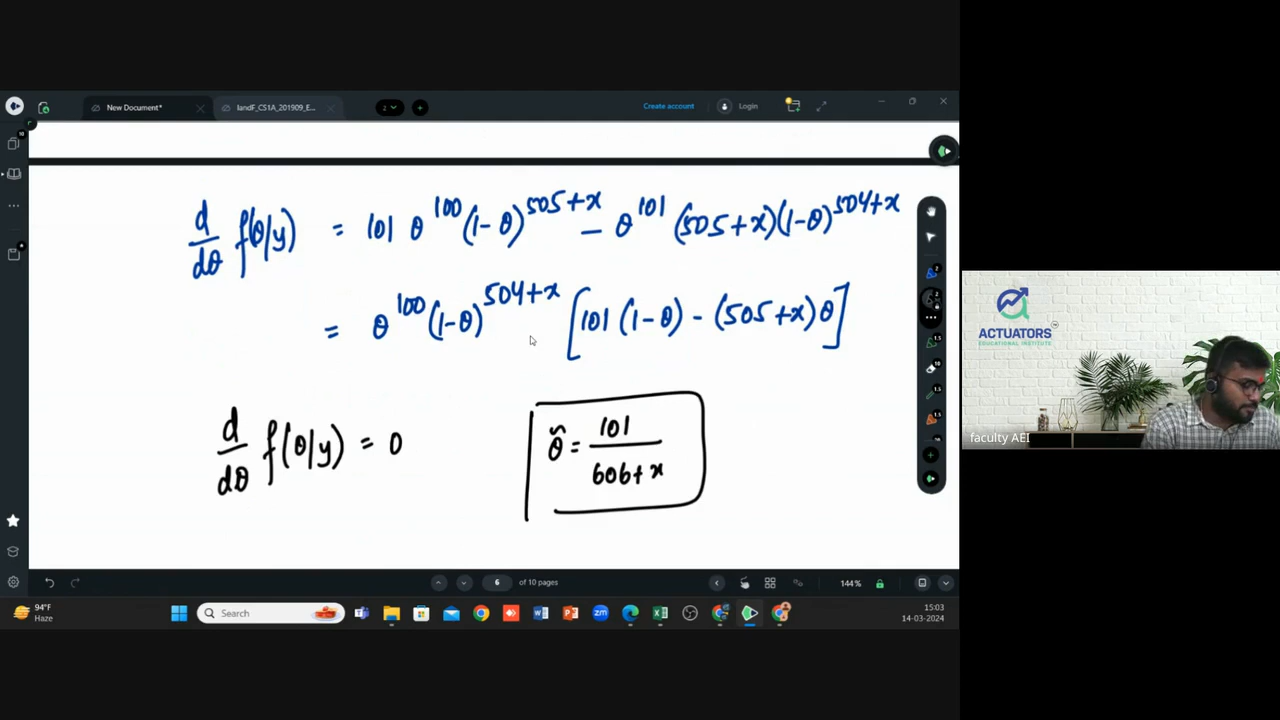 New Document*
IandF_CS1A_201909_E...
2
Create account
Login
d/dθ f(θ|y) = 101 θ^100 (1-θ)^505+x − θ^101 (505+x)(1-θ)^504+x
= θ^100 (1-θ)^504+x [101 (1-θ) - (505+x) θ]
d/dθ f(θ|y) = 0
θ̂ = 101/606+x
ACTUATORS
EDUCATIONAL INSTITUTE
faculty AEI
6 of 10 pages
144%
94°F
Haze
Search
15:03
14-03-2024